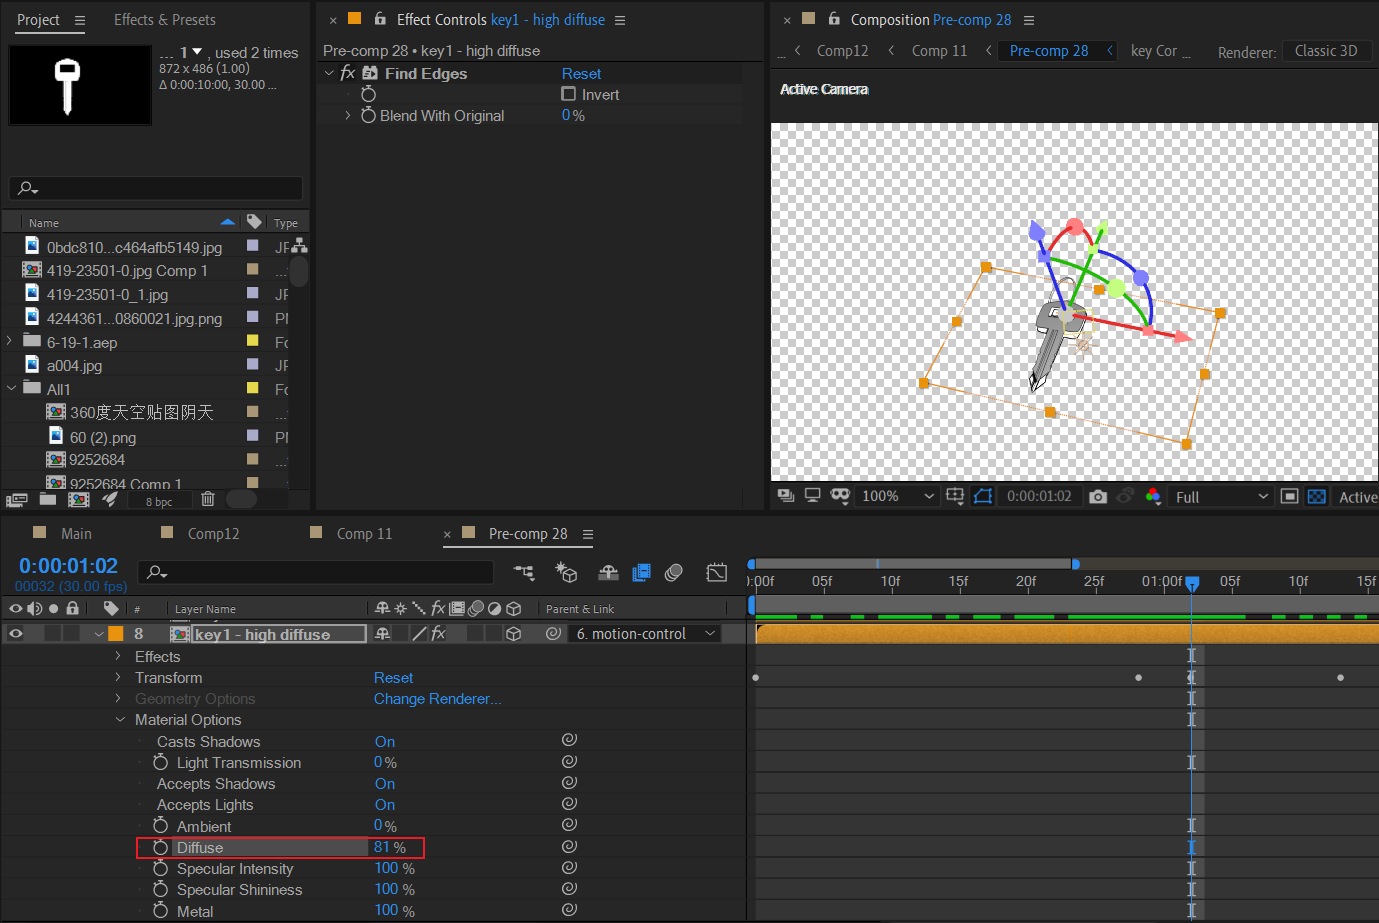 Project
Effects & Presets
... 1 , used 2 times
872 x 486 (1.00)
Δ 0:00:10:00, 30.00 ...
Name
Type
0bdc810...c464afb5149.jpg
419-23501-0.jpg Comp 1
419-23501-0_1.jpg
4244361...0860021.jpg.png
6-19-1.aep
a004.jpg
All1
360度天空贴图阴天
60 (2).png
9252684
9252684 Comp 1
8 bpc
Effect Controls key1 - high diffuse
Pre-comp 28 • key1 - high diffuse
fx Find Edges Reset
Invert
Blend With Original 0 %
Composition Pre-comp 28
... Comp12 Comp 11 Pre-comp 28 key Cor ...
Renderer: Classic 3D
Active Camera
100%
0:00:01:02
Full
Active
Main
Comp12
Comp 11
Pre-comp 28
0:00:01:02
00032 (30.00 fps)
:00f 05f 10f 15f 20f 25f 01:00f 05f 10f 15f
# Layer Name fx Parent & Link
8 key1 - high diffuse fx 6. motion-control
Effects
Transform Reset
Geometry Options Change Renderer...
Material Options
Casts Shadows On
Light Transmission 0 %
Accepts Shadows On
Accepts Lights On
Ambient 0 %
Diffuse 81 %
Specular Intensity 100 %
Specular Shininess 100 %
Metal 100 %